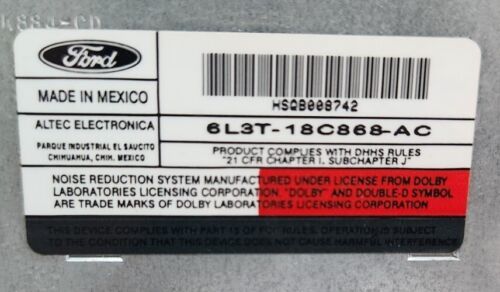 Ford
HSQB008742
MADE IN MEXICO
ALTEC ELECTRONICA
PARQUE INDUSTRIAL EL SAUCITO
CHIHUAHUA, CHIH. MEXICO
6L3T-18C868-AC
PRODUCT COMPLIES WITH DHHS RULES
"21 CFR CHAPTER I, SUBCHAPTER J"
NOISE REDUCTION SYSTEM MANUFACTURED UNDER LICENSE FROM DOLBY
LABORATORIES LICENSING CORPORATION. "DOLBY" AND DOUBLE-D SYMBOL
ARE TRADE MARKS OF DOLBY LABORATORIES LICENSING CORPORATION
THIS DEVICE COMPLIES WITH PART 15 OF FCC RULES. OPERATION IS SUBJECT
TO THE CONDITION THAT THIS DEVICE DOES NOT CAUSE HARMFUL INTERFERENCE